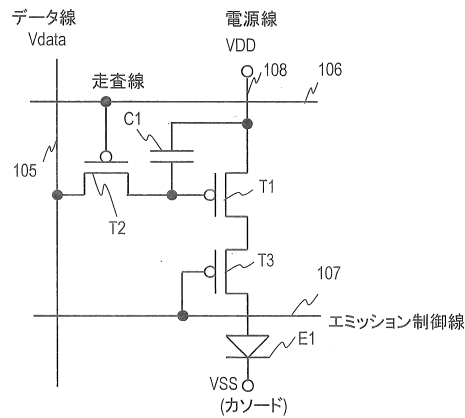 データ線
Vdata
電源線
VDD
108
106
走査線
C1
105
T1
T2
T3
107
エミッション制御線
E1
VSS
(カソード)